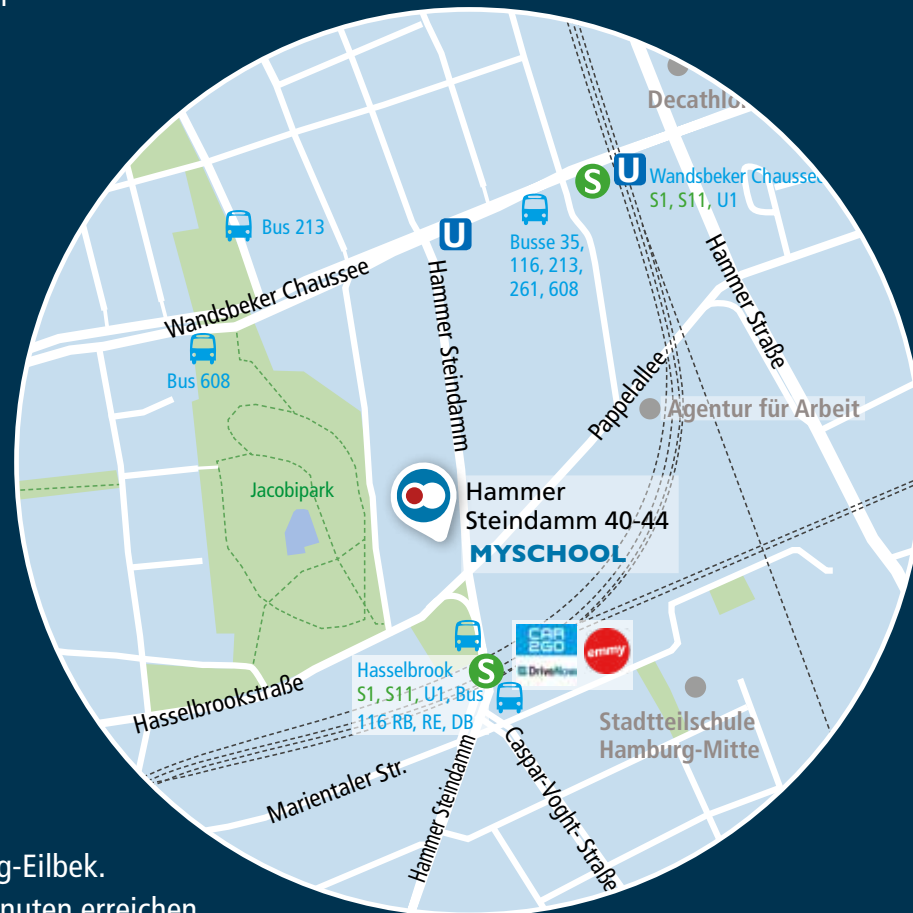 Decathlo
S
U
Wandsbeker Chaussee
S1, S11, U1
Bus 213
U
Busse 35,
116, 213,
261, 608
Hammer Straße
Wandsbeker Chaussee
Hammer Steindamm
Bus 608
Pappelallee
Agentur für Arbeit
Jacobipark
Hammer
Steindamm 40-44
MYSCHOOL
CAR
2GO
DriveNow
emmy
Hasselbrook
S
S1, S11, U1, Bus
116 RB, RE, DB
Hasselbrookstraße
Stadtteilschule
Hamburg-Mitte
Marientaler Str.
Hammer Steindamm
Caspar-Voght- Straße
g-Eilbek.
nuten erreichen